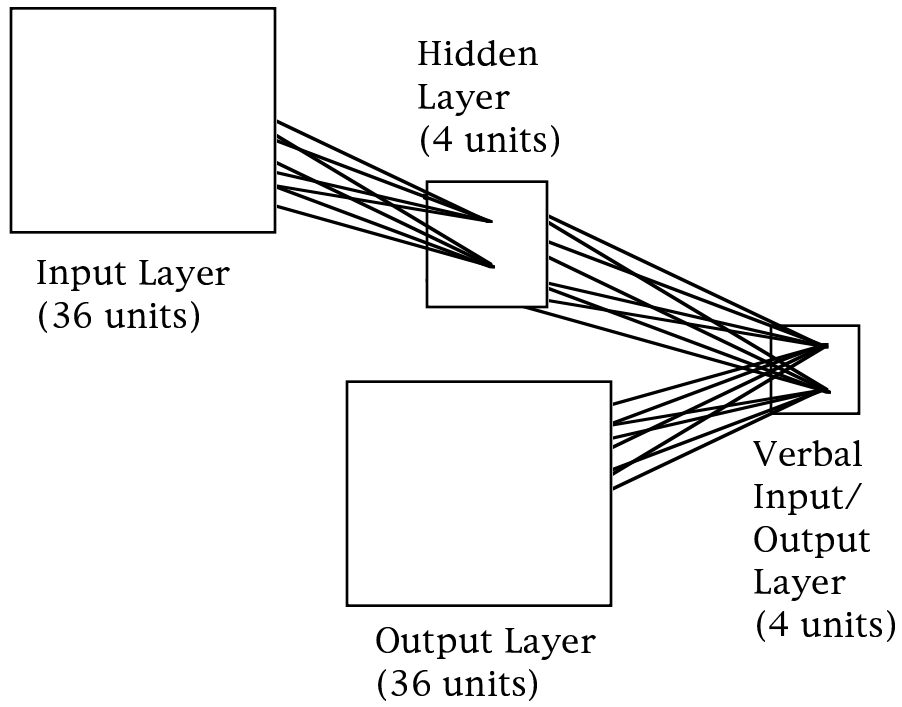 Hidden
Layer
(4 units)
Input Layer
(36 units)
Verbal
Input/
Output
Layer
(4 units)
Output Layer
(36 units)